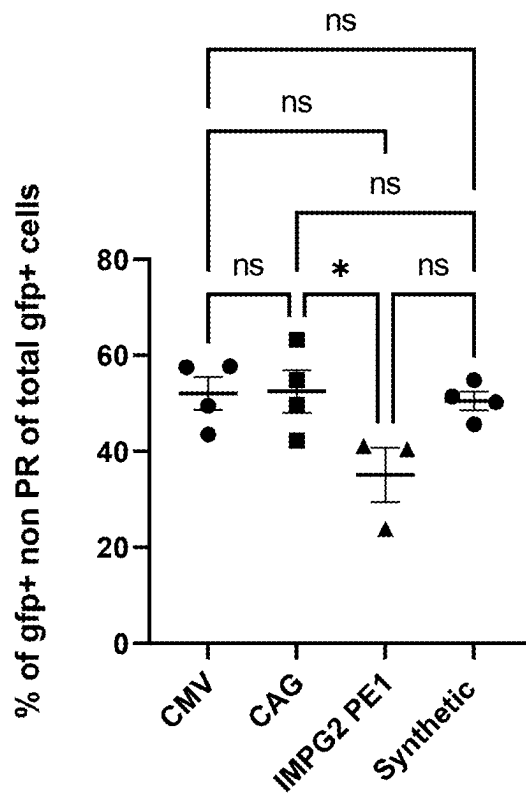 ns
ns
ns
ns * ns
% of gfp+ non PR of total gfp+ cells
80
60
40
20
0
CMV
CAG
IMPG2 PE1
Synthetic